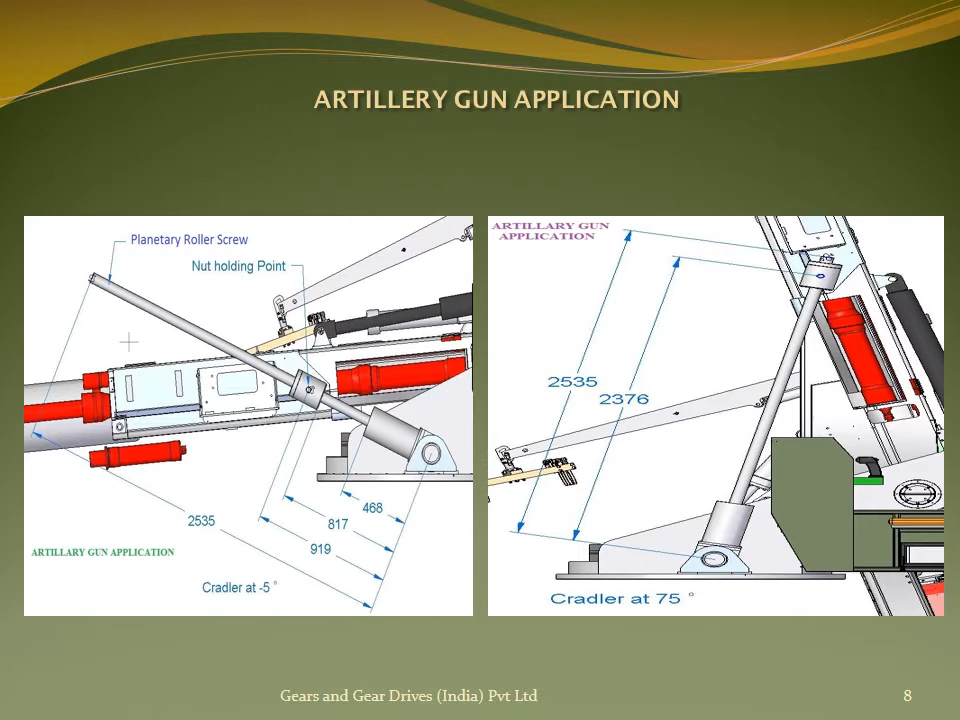 ARTILLERY GUN APPLICATION
Planetary Roller Screw
Nut holding Point
468
817
919
2535
ARTILLARY GUN APPLICATION
Cradler at -5 °
ARTILLARY GUN
APPLICATION
2535
2376
Cradler at 75 °
Gears and Gear Drives (India) Pvt Ltd
8